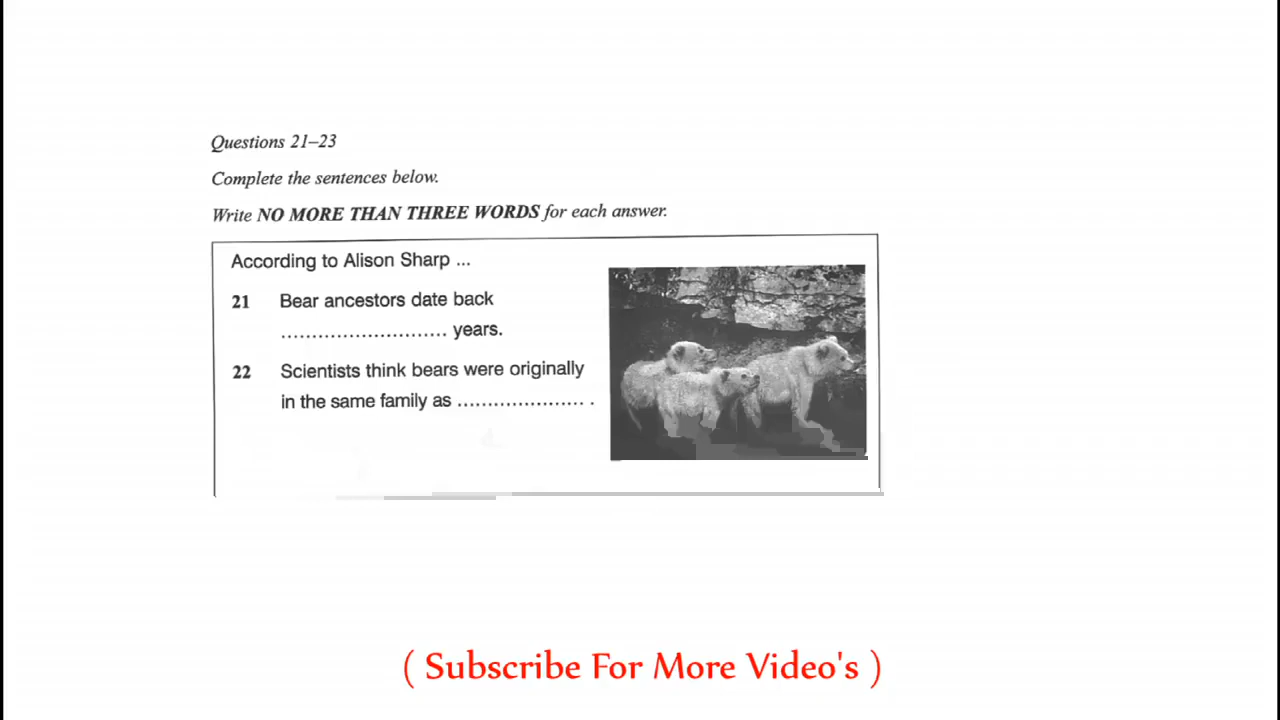 Questions 21–23
Complete the sentences below.
Write NO MORE THAN THREE WORDS for each answer.
According to Alison Sharp ...
21 Bear ancestors date back
........................... years.
22 Scientists think bears were originally
in the same family as ..................... .
( Subscribe For More Video's )